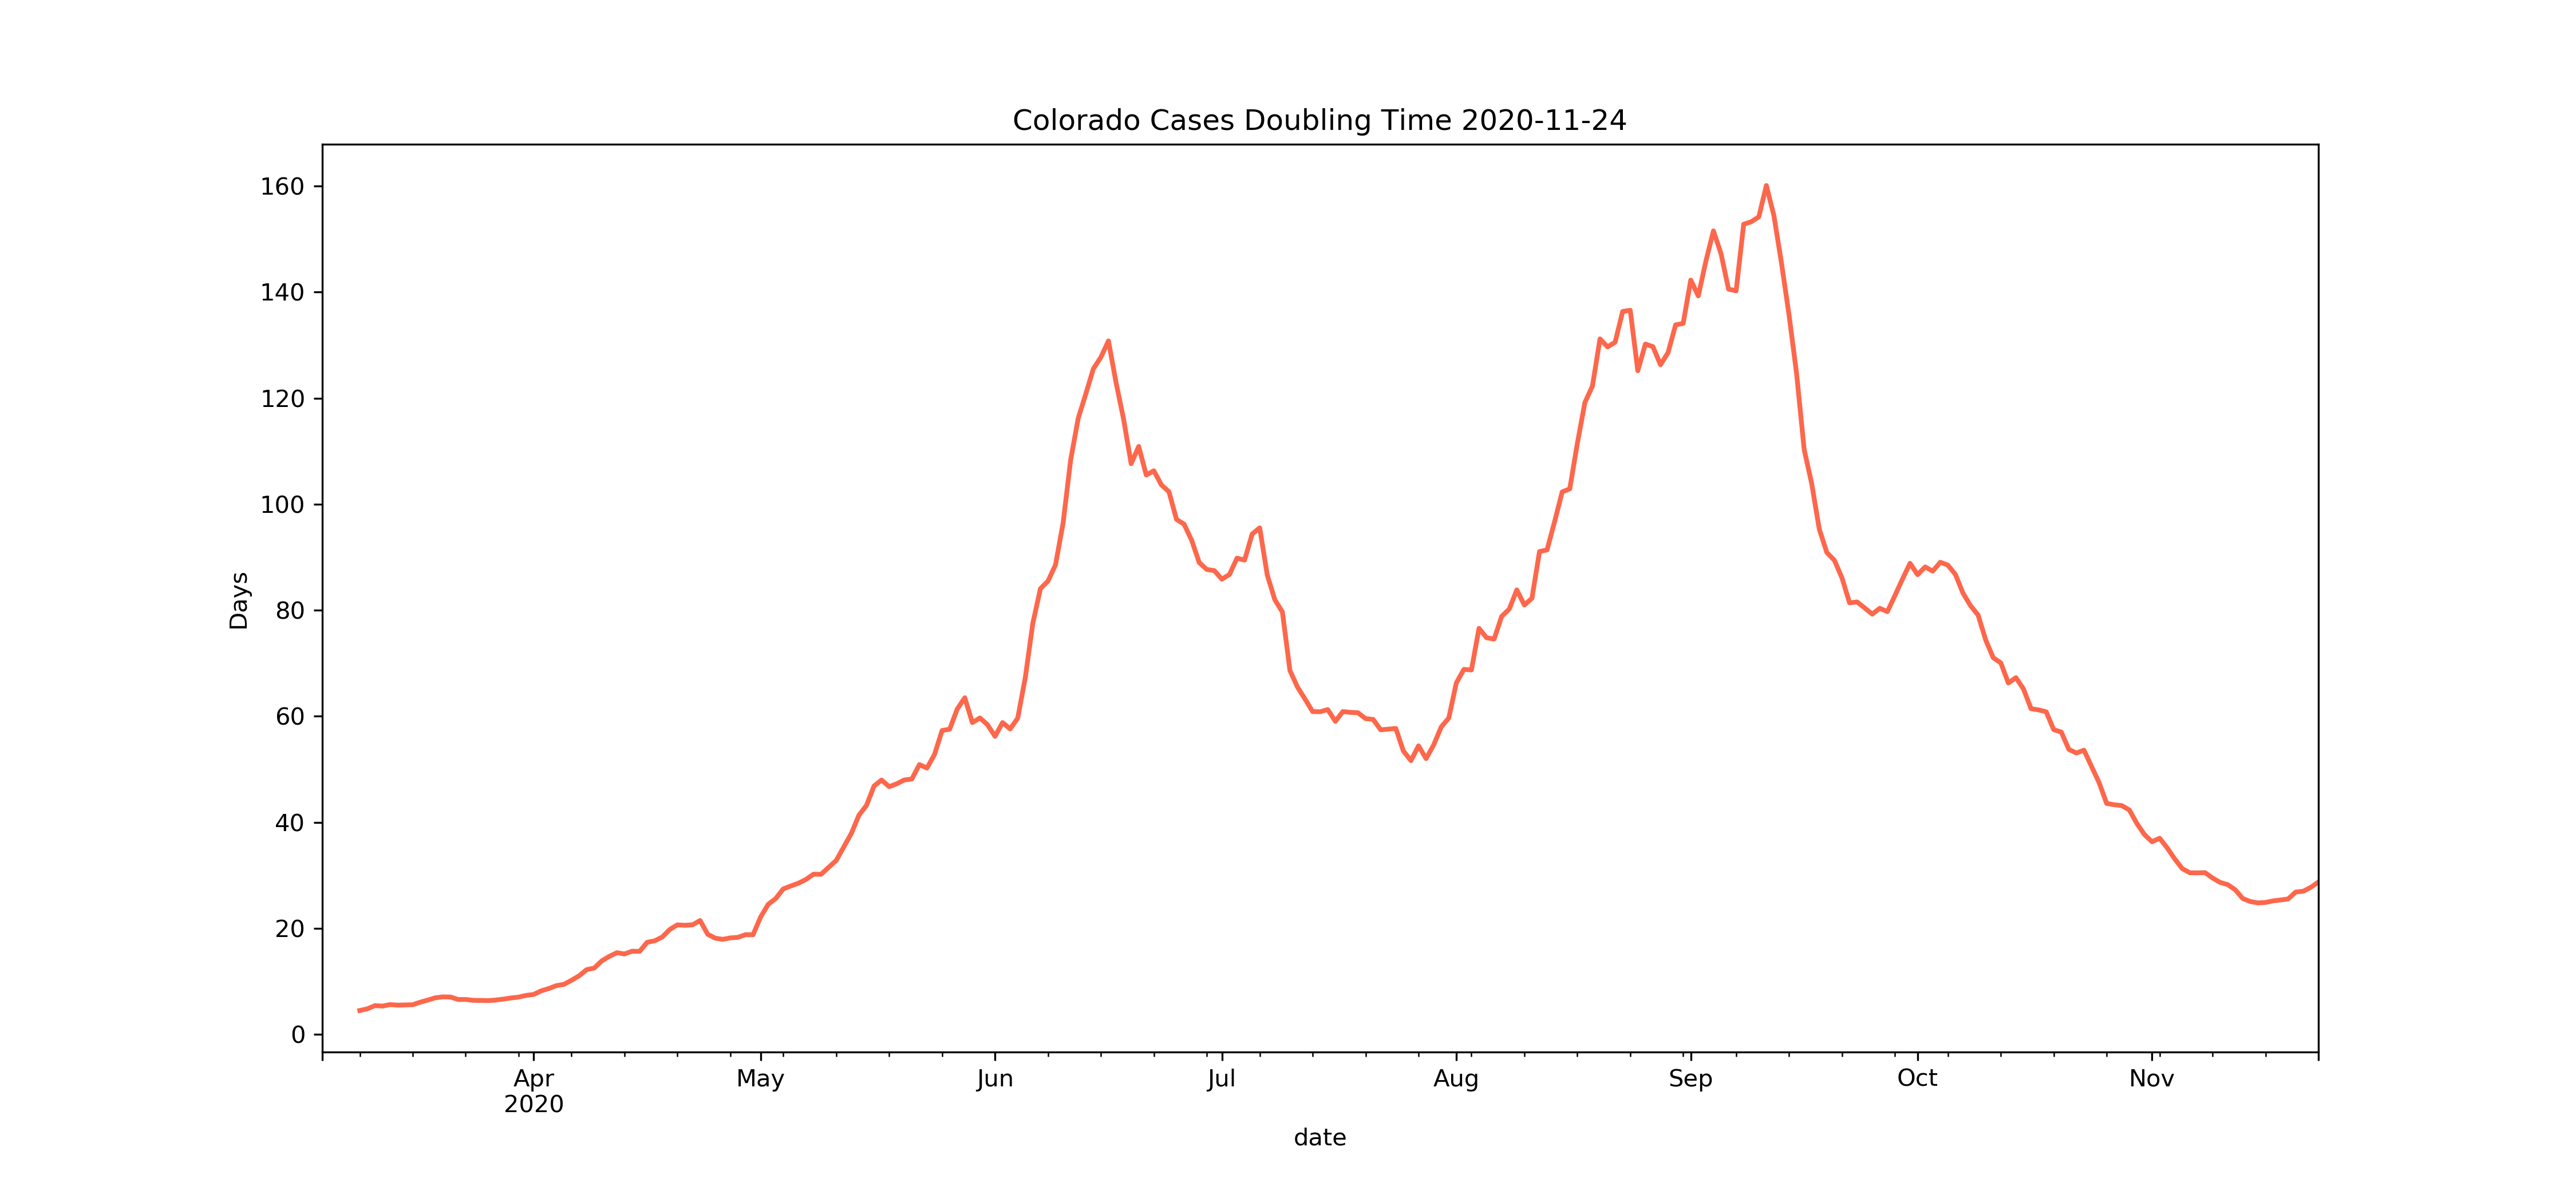 Colorado Cases Doubling Time 2020-11-24
160
140
120
100
80
60
40
20
0
Days
Apr May Jun Jul Aug Sep Oct Nov
2020
date